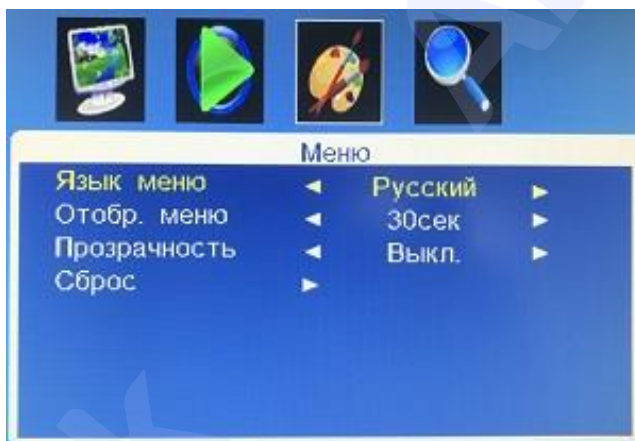 Меню
Язык меню ◄ Русский ►
Отобр. меню ◄ 30сек ►
Прозрачность ◄ Выкл. ►
Сброс ►